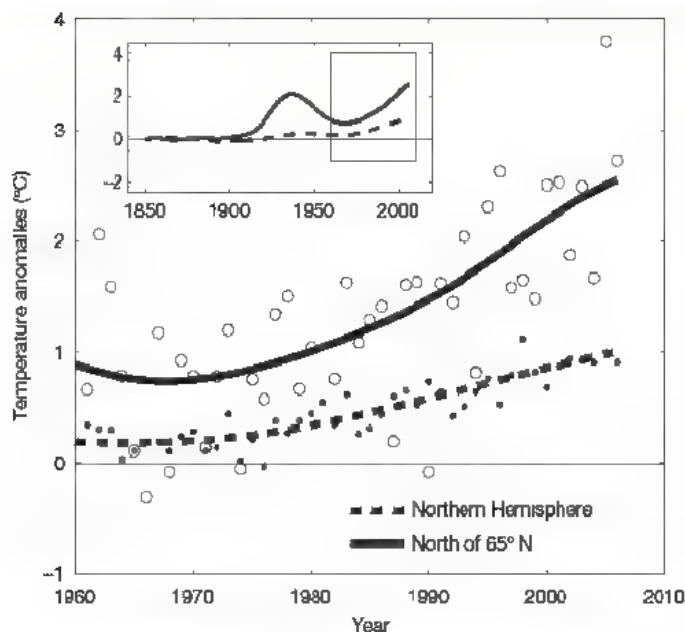 4
4
2
0
-2
1850 1900 1950 2000
3
2
1
0
-1
Temperature anomalies (°C)
Northern Hemisphere
North of 65° N
1960 1970 1980 1990 2000 2010
Year